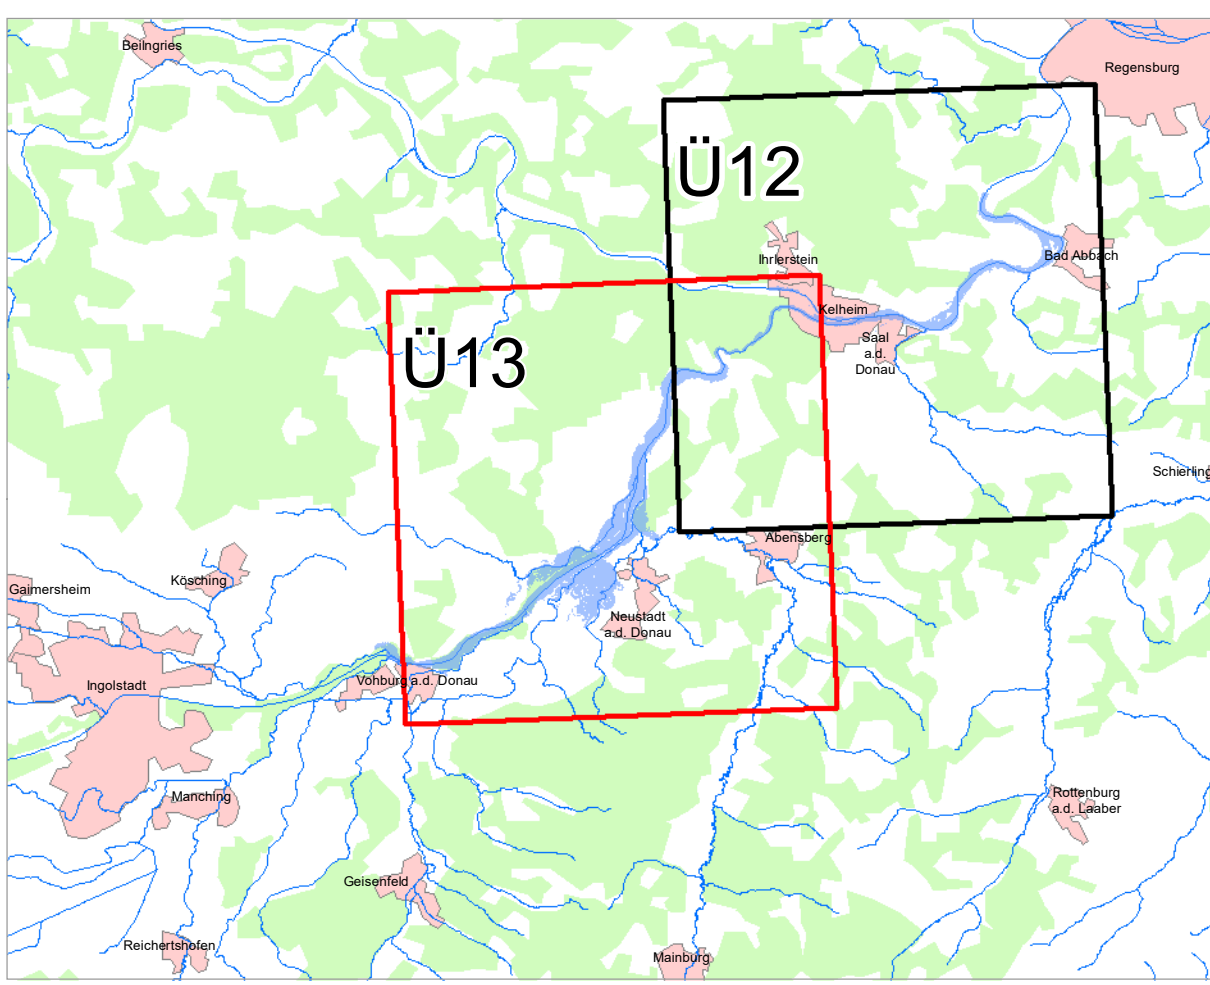 Beilngries
Regensburg
Ü12
Bad Abbach
Ihrlerstein
Kelheim
Saal
a.d.
Donau
Ü13
Schierling
Abensberg
Kösching
Gaimersheim
Neustadt
a.d. Donau
Vohburg a.d. Donau
Ingolstadt
Manching
Rottenburg
a.d. Laaber
Geisenfeld
Reichertshofen
Mainburg